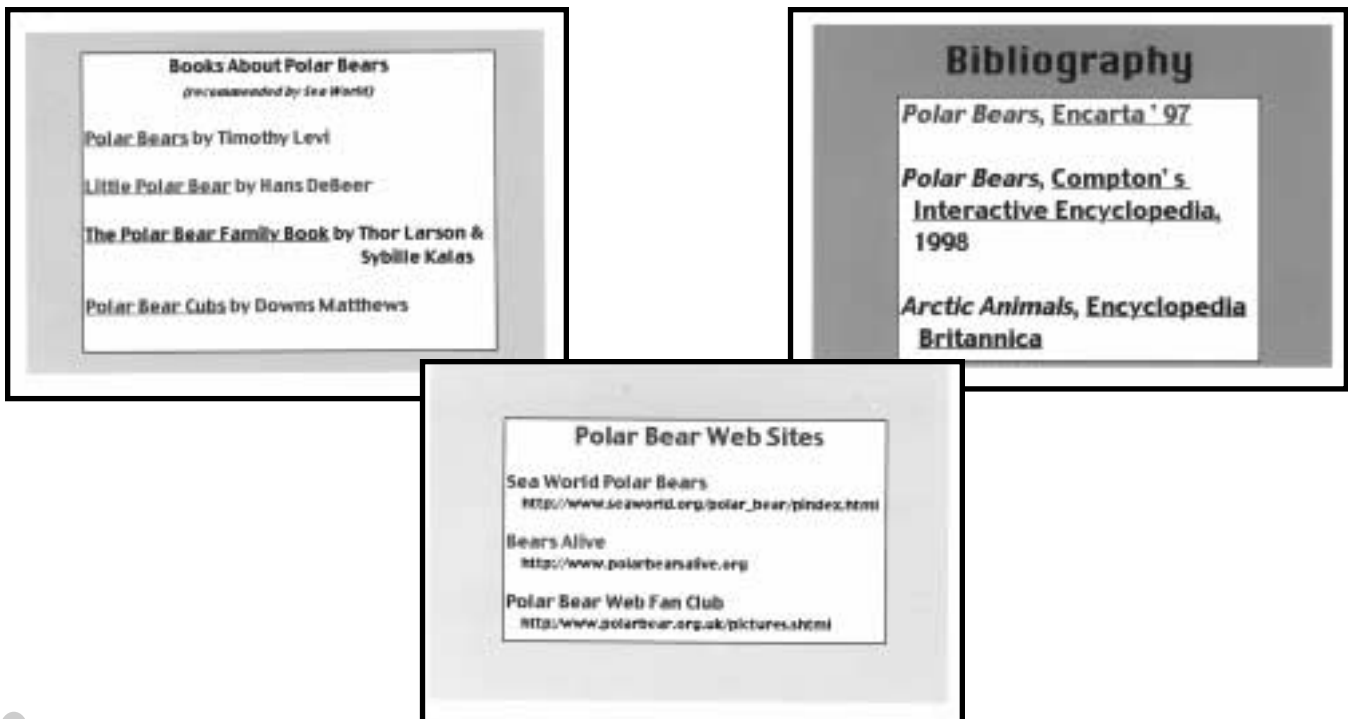 Books About Polar Bears
(recommended by Sea World)
Polar Bears by Timothy Levi
Little Polar Bear by Hans DeBeer
The Polar Bear Family Book by Thor Larson &
Sybille Kalas
Polar Bear Cubs by Downs Matthews
Bibliography
Polar Bears, Encarta '97
Polar Bears, Compton's
Interactive Encyclopedia,
1998
Arctic Animals, Encyclopedia
Britannica
Polar Bear Web Sites
Sea World Polar Bears
http://www.seaworld.org/polar_bear/pindex.html
Bears Alive
http://www.polarbearsalive.org
Polar Bear Web Fan Club
http:/www.polarbear.org.uk/pictures.shtml